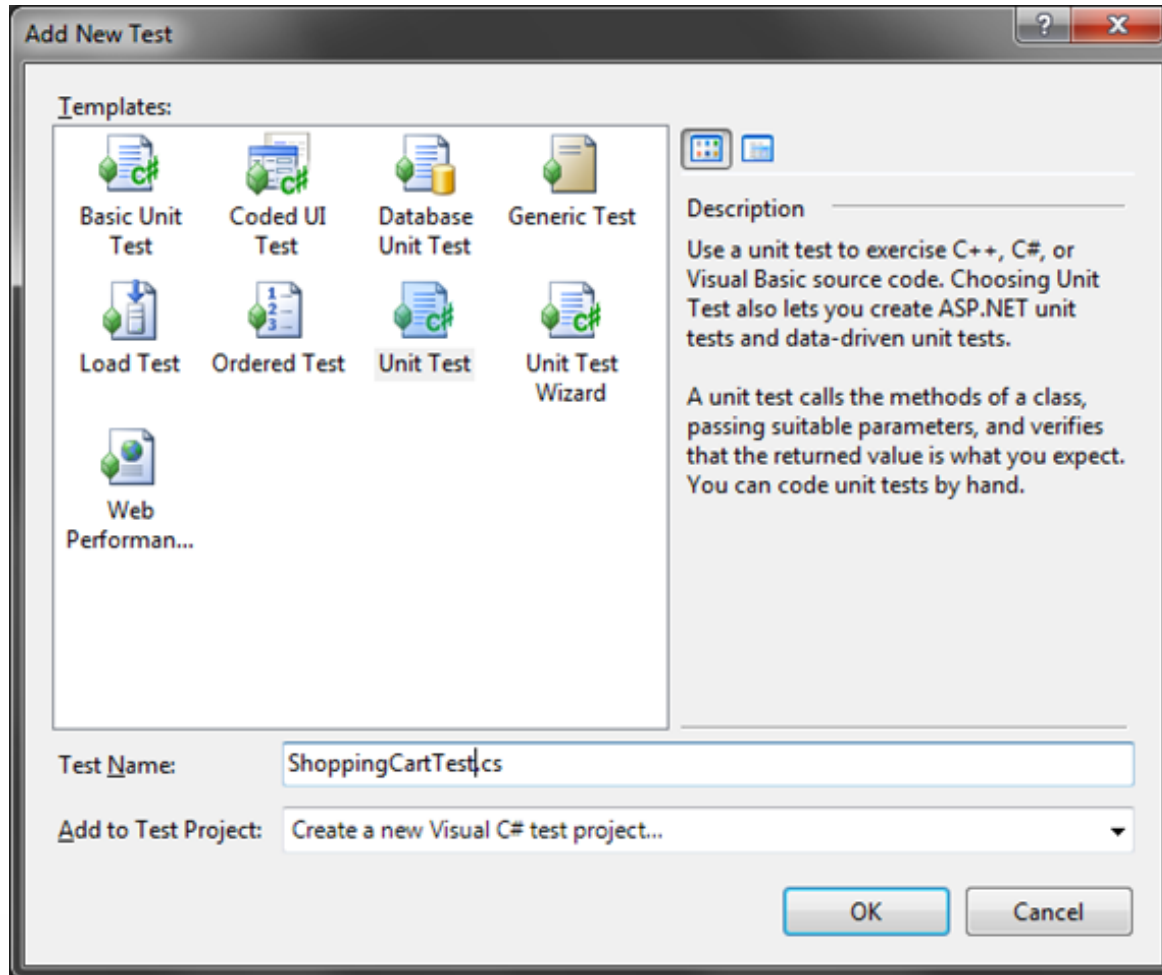 Add New Test
Templates:
Basic Unit
Test
Coded UI
Test
Database
Unit Test
Generic Test
Load Test
Ordered Test
Unit Test
Unit Test
Wizard
Web
Performan...
Description
Use a unit test to exercise C++, C#, or
Visual Basic source code. Choosing Unit
Test also lets you create ASP.NET unit
tests and data-driven unit tests.
A unit test calls the methods of a class,
passing suitable parameters, and verifies
that the returned value is what you expect.
You can code unit tests by hand.
Test Name:
ShoppingCartTest.cs
Add to Test Project:
Create a new Visual C# test project...
OK
Cancel